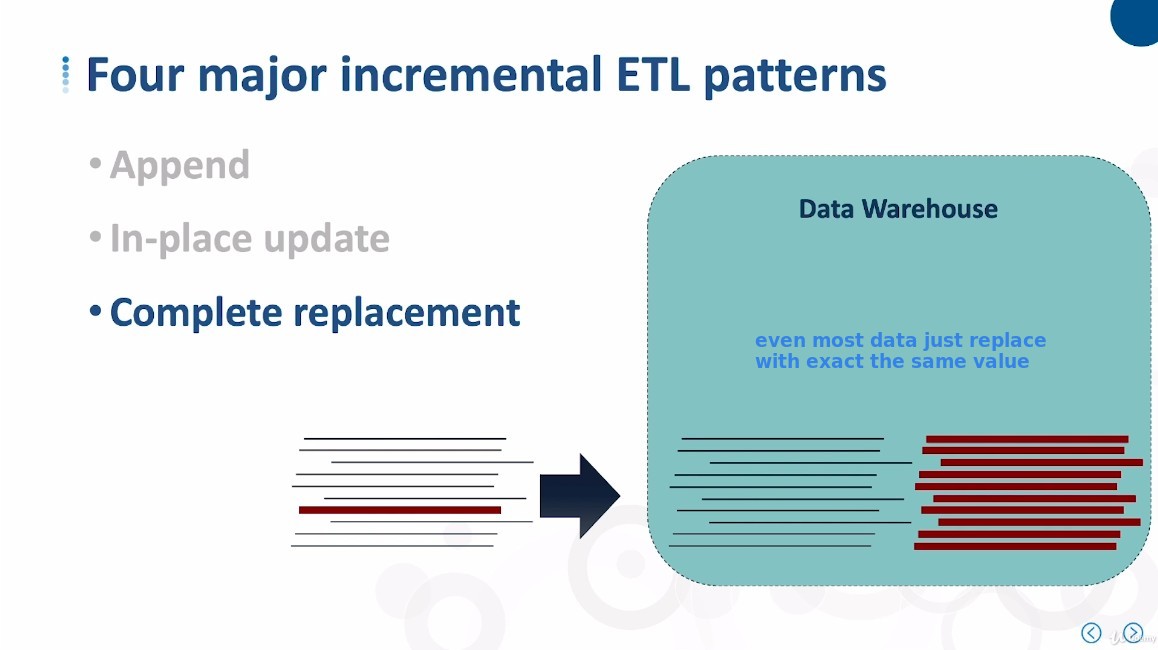 Four major incremental ETL patterns
• Append
• In-place update
• Complete replacement
Data Warehouse
even most data just replace
with exact the same value